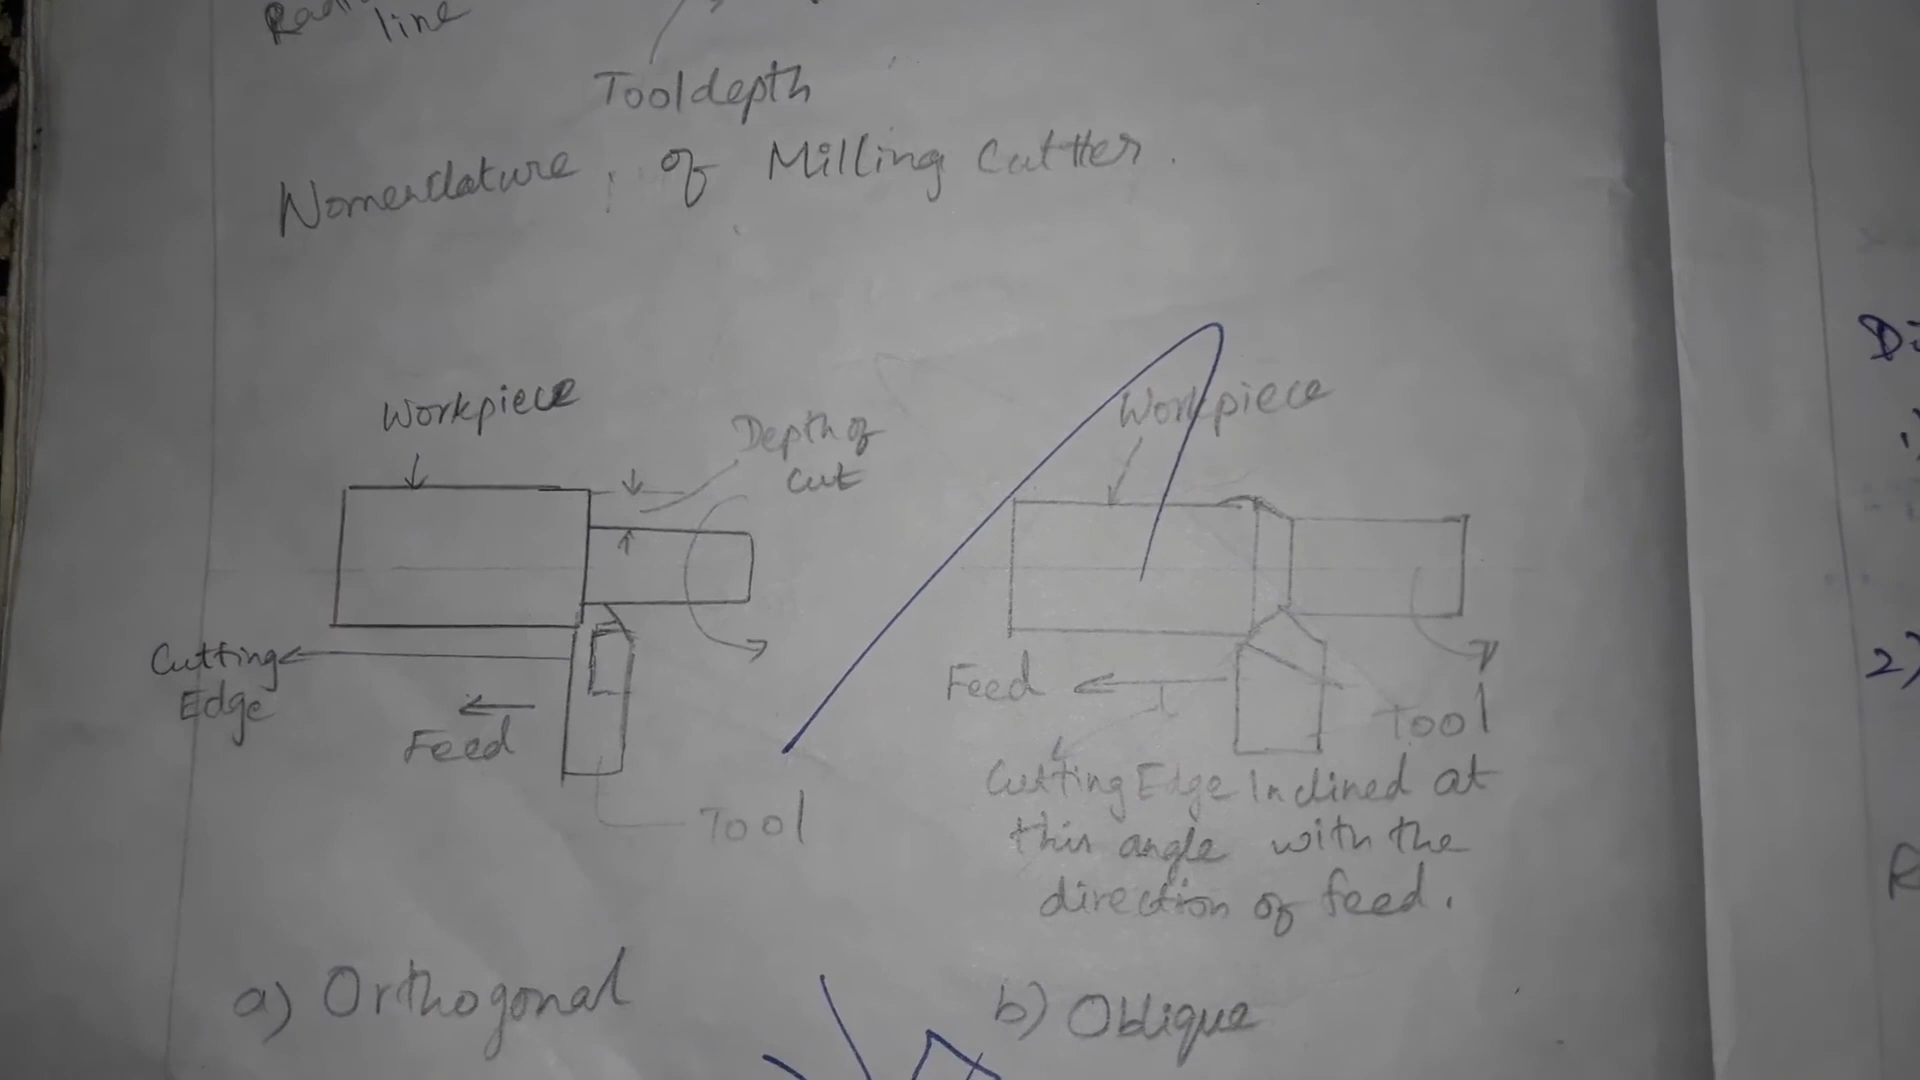 line
Tooldepth
Nomenclature of Milling Cutter.
Workpiece
Depth of
Cut
Cutting
Edge
Feed
Tool
a) Orthogonal
Workpiece
Feed
Tool
Cutting Edge Inclined at
this angle with the
direction of feed.
b) Oblique
2)